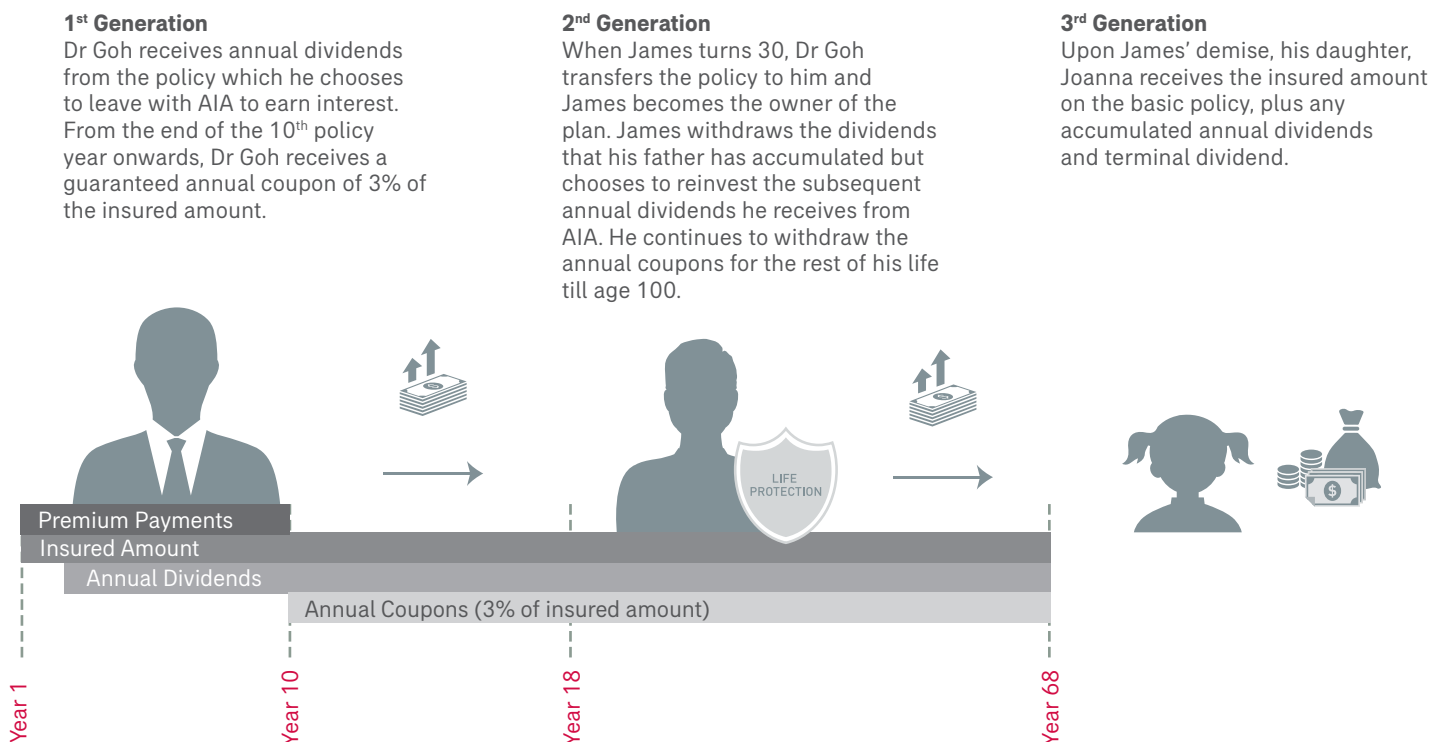 1st Generation
Dr Goh receives annual dividends
from the policy which he chooses
to leave with AIA to earn interest.
From the end of the 10th policy
year onwards, Dr Goh receives a
guaranteed annual coupon of 3% of
the insured amount.
2nd Generation
When James turns 30, Dr Goh
transfers the policy to him and
James becomes the owner of the
plan. James withdraws the dividends
that his father has accumulated but
chooses to reinvest the subsequent
annual dividends he receives from
AIA. He continues to withdraw the
annual coupons for the rest of his life
till age 100.
3rd Generation
Upon James’ demise, his daughter,
Joanna receives the insured amount
on the basic policy, plus any
accumulated annual dividends
and terminal dividend.
LIFE
PROTECTION
$
Premium Payments
Insured Amount
Annual Dividends
Annual Coupons (3% of insured amount)
Year 1
Year 10
Year 18
Year 68